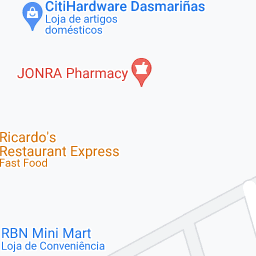 CitiHardware Dasmariñas
Loja de artigos
domésticos
JONRA Pharmacy
Ricardo's
Restaurant Express
Fast Food
RBN Mini Mart
Loja de Conveniência